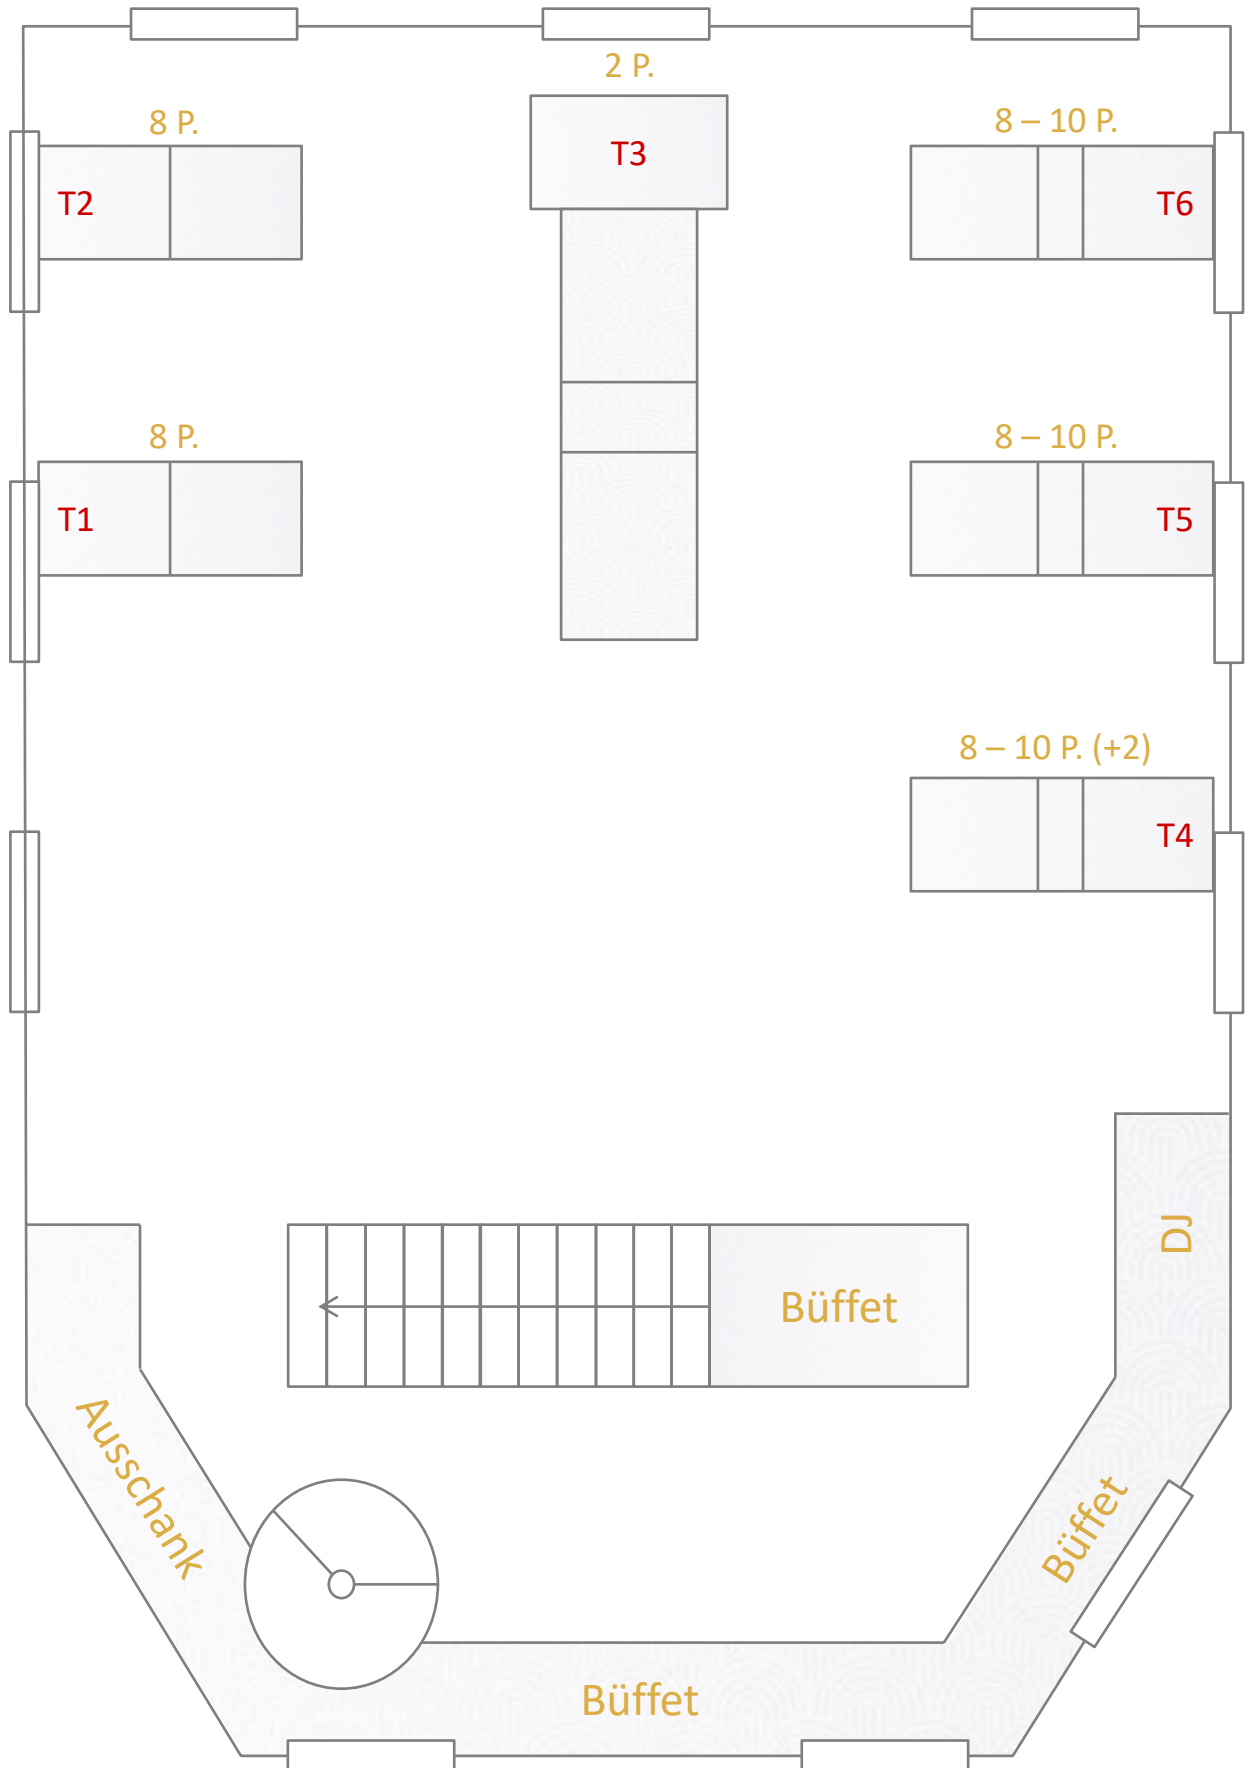 2 P.
8 P.
8 – 10 P.
T3
T2
T6
8 P.
8 – 10 P.
T1
T5
8 – 10 P. (+2)
T4
DJ
Büffet
Ausschank
Büffet
Büffet